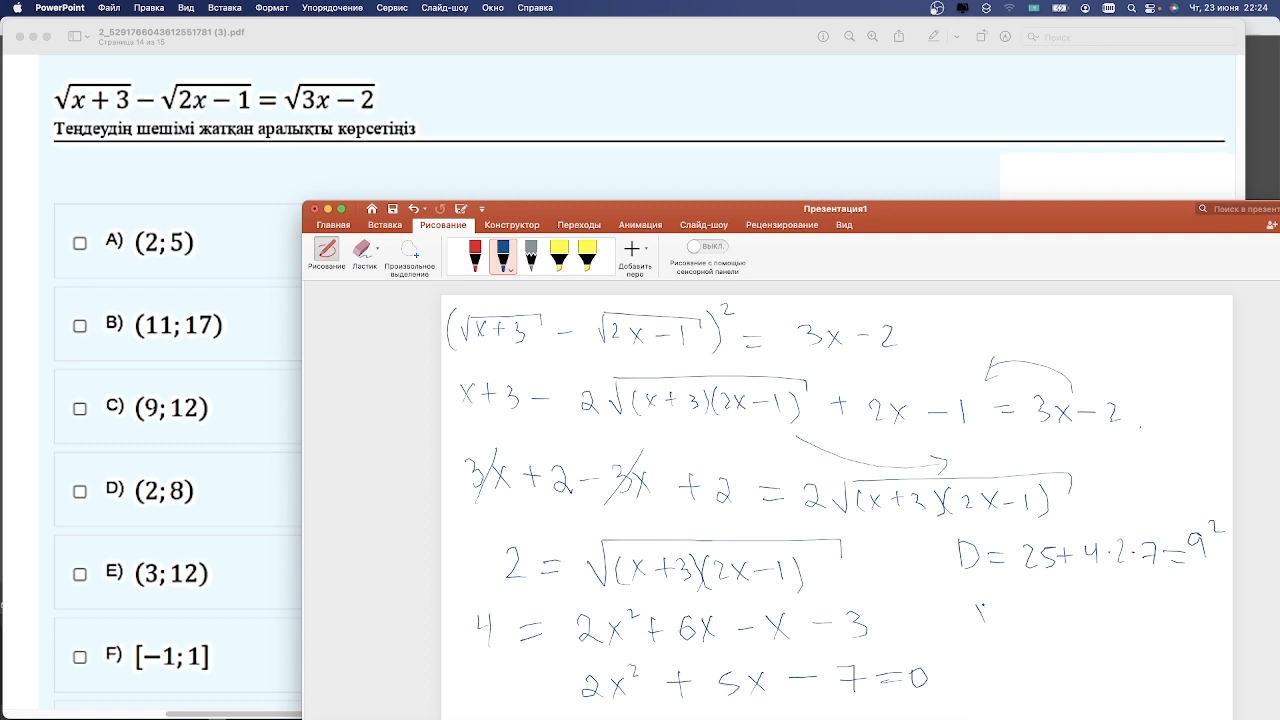 PowerPoint Файл Правка Вид Вставка Формат Упорядочение Сервис Слайд-шоу Окно Справка Чт, 23 июня 22:24
2_5291766043612551781 (3).pdf
Страница 14 из 15
Поиск
√(x + 3) − √(2x − 1) = √(3x − 2)
Теңдеудің шешімі жатқан аралықты көрсетіңіз
A) (2; 5)
B) (11; 17)
C) (9; 12)
D) (2; 8)
E) (3; 12)
F) [−1; 1]
Презентация1
Поиск в презент
Главная Вставка Рисование Конструктор Переходы Анимация Слайд-шоу Рецензирование Вид
ВЫКЛ.
Рисование Ластик Произвольное выделение Добавить перо Рисование с помощью сенсорной панели
(√(x+3) − √(2x−1))² = 3x−2
x+3 − 2√((x+3)(2x−1)) + 2x −1 = 3x−2
3x+2−3x +2 = 2√((x+3)(2x−1))
2 = √((x+3)(2x−1))
D = 25+4·2·7=9²
4 = 2x²+6x − x − 3
2x² + 5x − 7=0